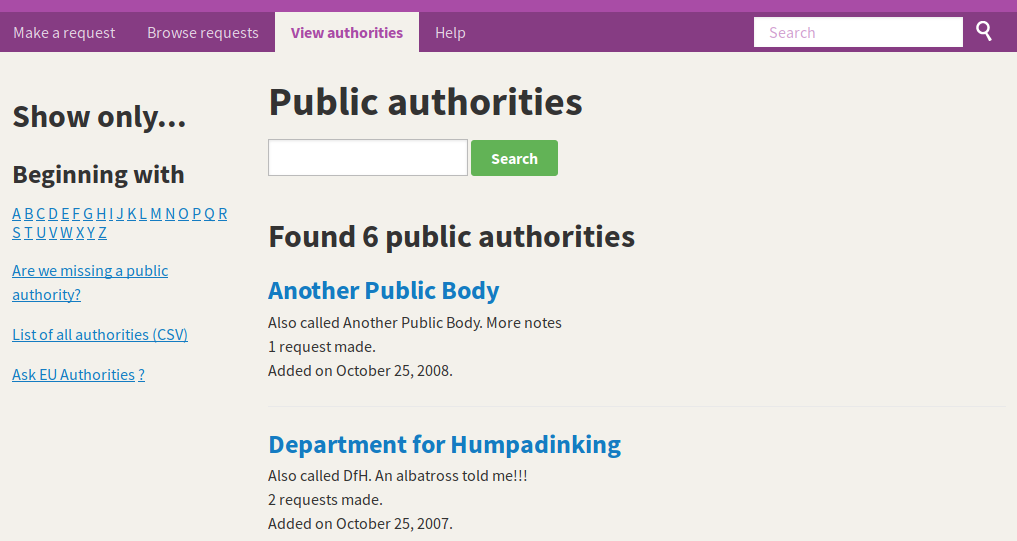 Make a request Browse requests View authorities Help Search
Show only...
Beginning with
A B C D E F G H I J K L M N O P Q R
S T U V W X Y Z
Are we missing a public
authority?
List of all authorities (CSV)
Ask EU Authorities ?
Public authorities
Search
Found 6 public authorities
Another Public Body
Also called Another Public Body. More notes
1 request made.
Added on October 25, 2008.
Department for Humpadinking
Also called DfH. An albatross told me!!!
2 requests made.
Added on October 25, 2007.